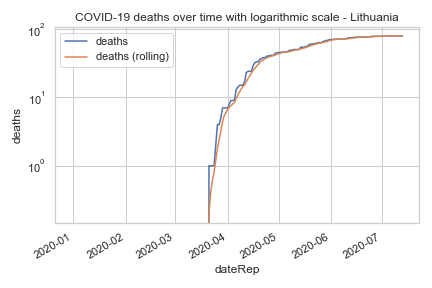 COVID-19 deaths over time with logarithmic scale - Lithuania
deaths
deaths (rolling)
10²
10¹
10⁰
deaths
2020-01
2020-02
2020-03
2020-04
2020-05
2020-06
2020-07
dateRep